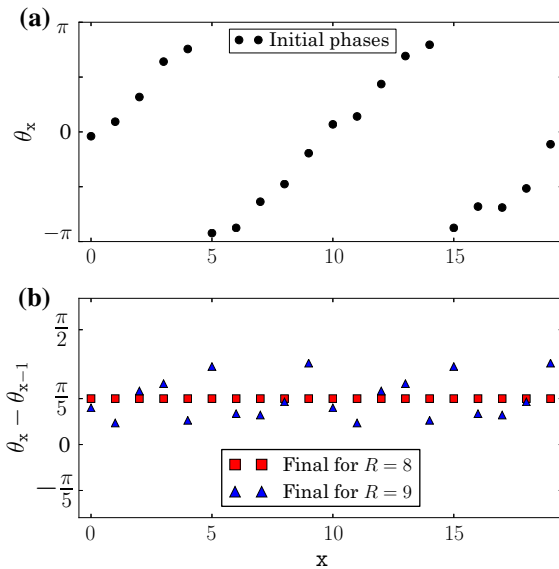 (a)
π
Initial phases
θx
0
−π
0 5 10 15
(b)
π/2
θx − θx−1
π/5
0
Final for R = 8
−π/5
Final for R = 9
0 5 10 15
x